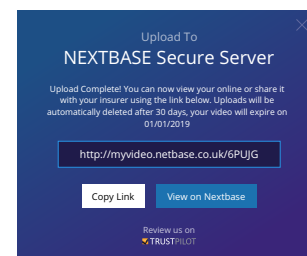 Upload To
NEXTBASE Secure Server
Upload Complete! You can now view your online or share it
with your insurer using the link below. Uploads will be
automatically deleted after 30 days, your video will expire on
01/01/2019
http://myvideo.netbase.co.uk/6PUJG
Copy Link View on Nextbase
Review us on
TRUSTPILOT